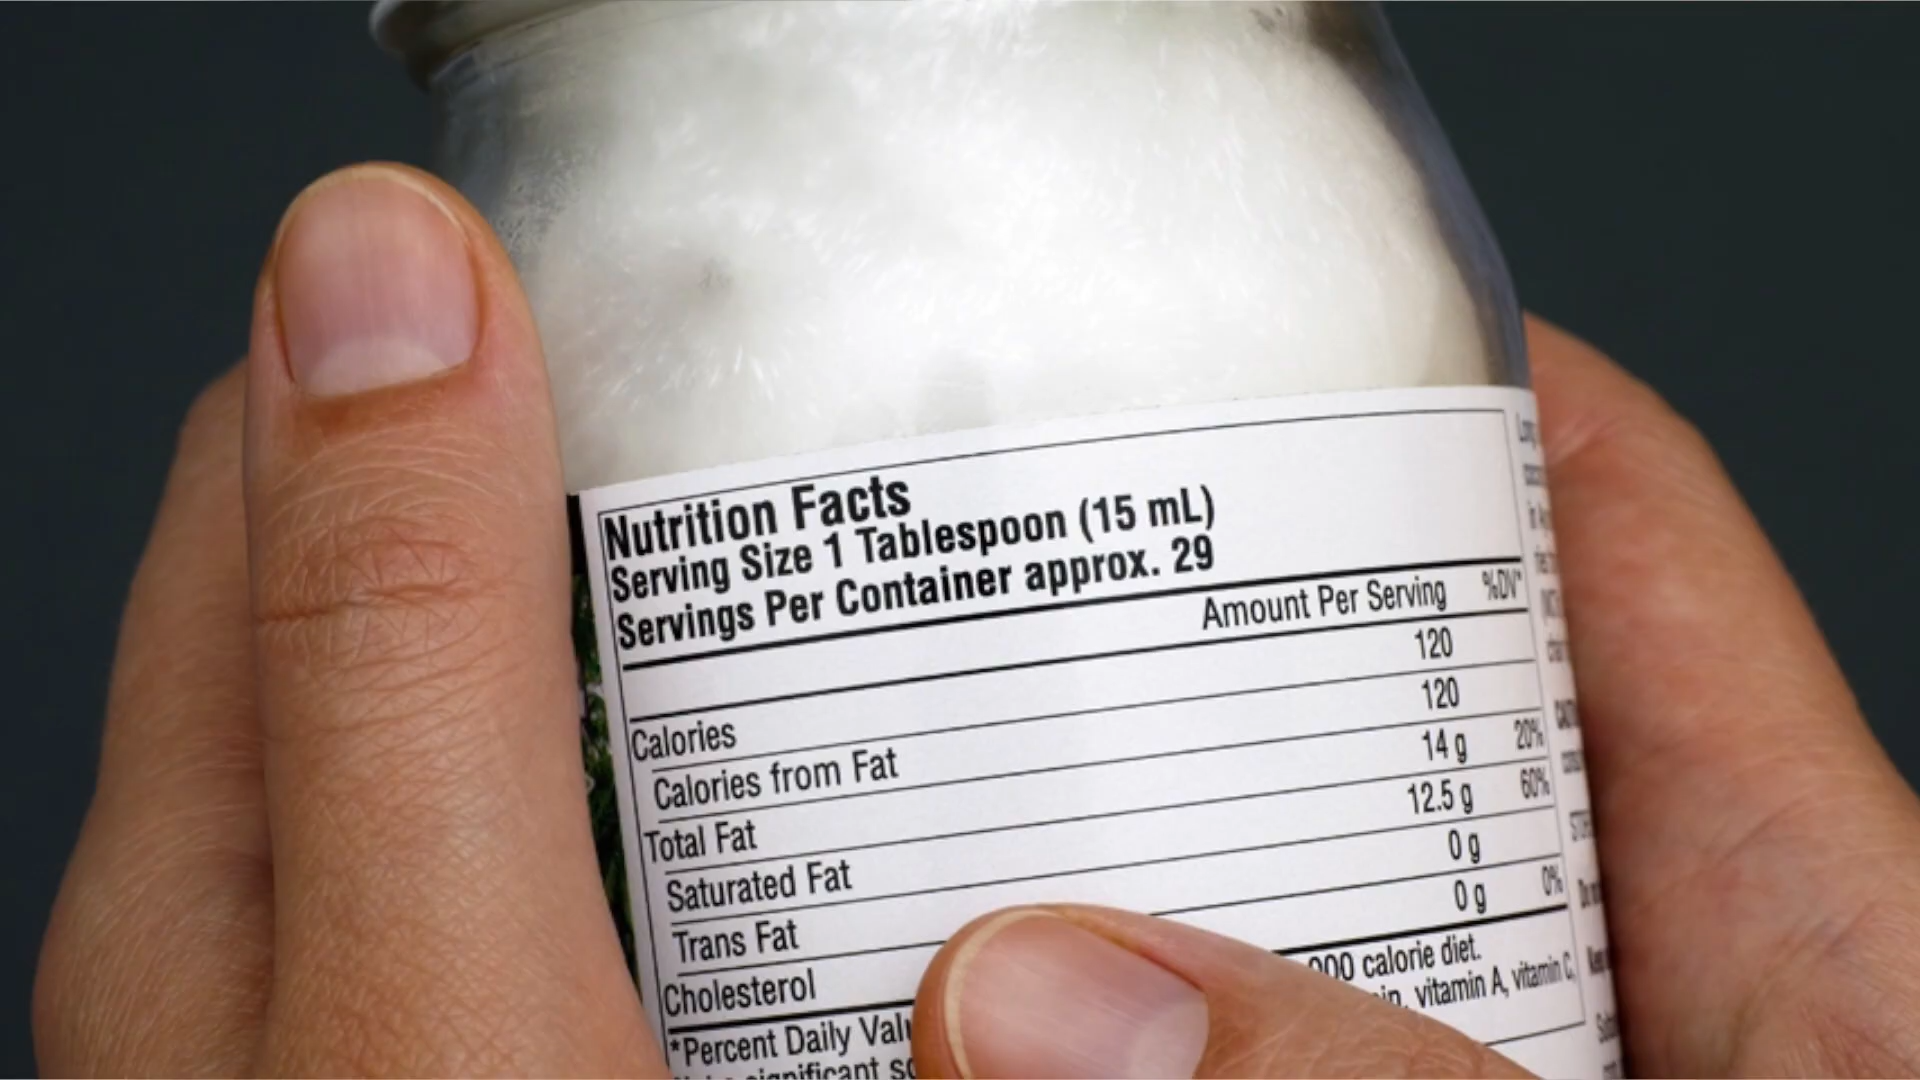 Nutrition Facts
Serving Size 1 Tablespoon (15 mL)
Servings Per Container approx. 29
Amount Per Serving %DV*
Calories 120
Calories from Fat 120
Total Fat 14 g 20%
Saturated Fat 12.5 g 60%
Trans Fat 0 g
Cholesterol 0 g 0%
*Percent Daily calorie diet.
significant vitamin A, vitamin C,